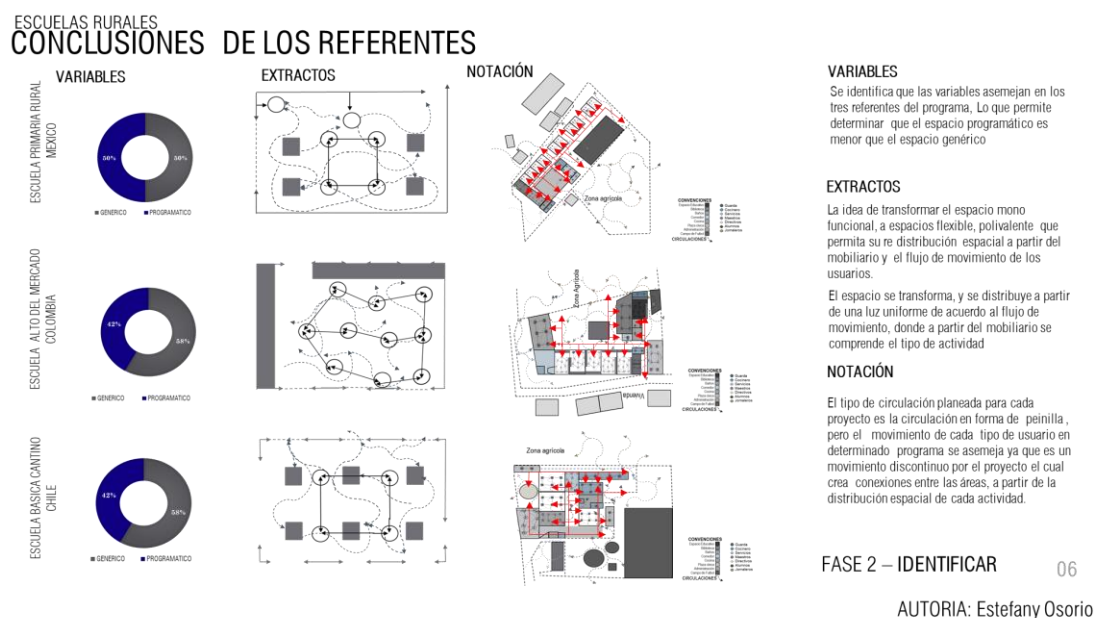 ESCUELAS RURALES
CONCLUSIONES DE LOS REFERENTES
VARIABLES
EXTRACTOS
NOTACIÓN
ESCUELA PRIMARIA RURAL
MEXICO
50%
50%
GENERICO
PROGRAMATICO
Zona agrícola
CONVENCIONES
CIRCULACIONES
ESCUELA ALTO DEL MERCADO
COLOMBIA
42%
58%
GENERICO
PROGRAMATICO
Zona Agrícola
Vivienda
CONVENCIONES
CIRCULACIONES
ESCUELA BASICA CANTINO
CHILE
42%
58%
GENERICO
PROGRAMATICO
Zona agrícola
CONVENCIONES
CIRCULACIONES
VARIABLES
Se identifica que las variables asemejan en los
tres referentes del programa, Lo que permite
determinar que el espacio programático es
menor que el espacio genérico
EXTRACTOS
La idea de transformar el espacio mono
funcional, a espacios flexible, polivalente que
permita su re distribución espacial a partir del
mobiliario y el flujo de movimiento de los
usuarios.
El espacio se transforma, y se distribuye a partir
de una luz uniforme de acuerdo al flujo de
movimiento, donde a partir del mobiliario se
comprende el tipo de actividad
NOTACIÓN
El tipo de circulación planeada para cada
proyecto es la circulación en forma de peinilla,
pero el movimiento de cada tipo de usuario en
determinado programa se asemeja ya que es un
movimiento discontinuo por el proyecto el cual
crea conexiones entre las áreas, a partir de la
distribución espacial de cada actividad.
FASE 2 – IDENTIFICAR
06
AUTORIA: Estefany Osorio